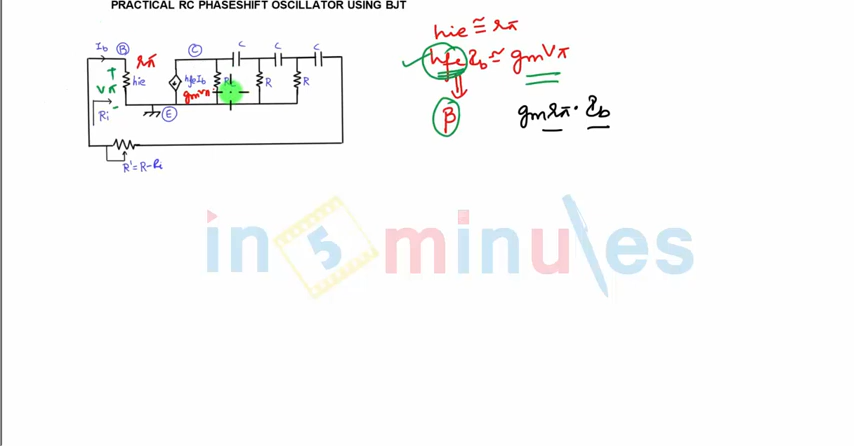 PRACTICAL RC PHASESHIFT OSCILLATOR USING BJT
hie ≅ rπ
hfe ib ≅ gmVπ
β
gmrπ · ib
Ib B rπ C C C C
+
Vπ hie hfeIb R R R
gmVπ
-
Ri
E
R'=R-Ri
in 5 minutes